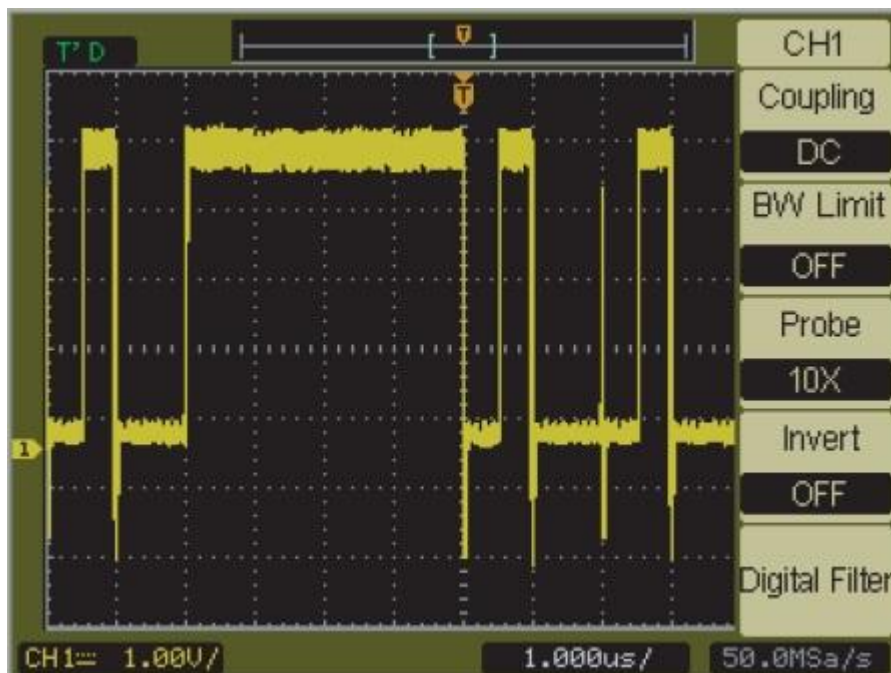 T'D
T
CH1
T
Coupling
DC
BW Limit
OFF
Probe
10X
Invert
1
OFF
Digital Filter
CH1 1.00V/
1.000us/
50.0MSa/s